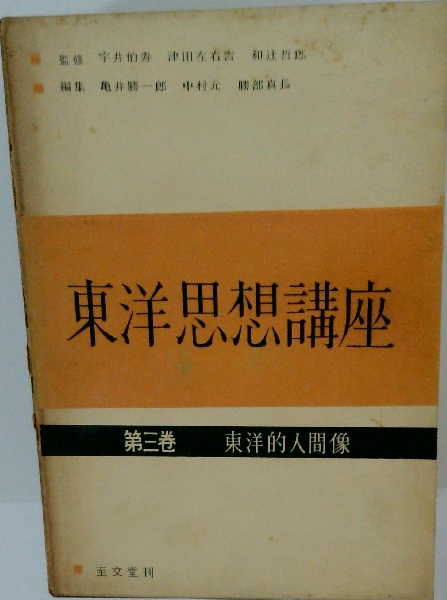 監修 宇井伯寿 津田左右吉 和辻哲郎
編集 亀井勝一郎 中村元 勝部真長
東洋思想講座
第三巻 東洋的人間像
至文堂刊